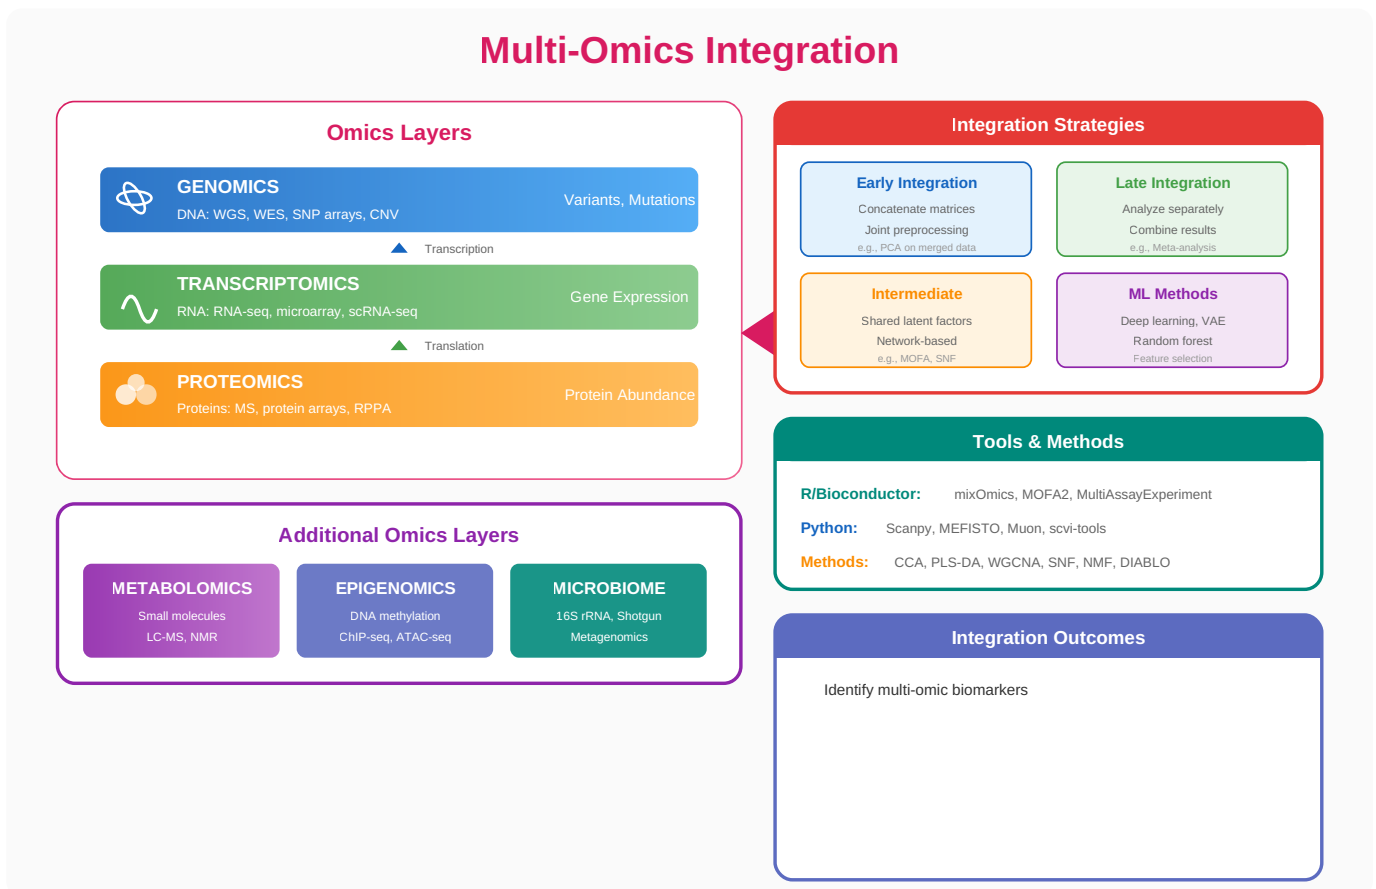 Multi-Omics Integration
Omics Layers
GENOMICS
DNA: WGS, WES, SNP arrays, CNV
Variants, Mutations
Transcription
TRANSCRIPTOMICS
RNA: RNA-seq, microarray, scRNA-seq
Gene Expression
Translation
PROTEOMICS
Proteins: MS, protein arrays, RPPA
Protein Abundance
Additional Omics Layers
METABOLOMICS
Small molecules
LC-MS, NMR
EPIGENOMICS
DNA methylation
ChIP-seq, ATAC-seq
MICROBIOME
16S rRNA, Shotgun
Metagenomics
Integration Strategies
Early Integration
Concatenate matrices
Joint preprocessing
e.g., PCA on merged data
Late Integration
Analyze separately
Combine results
e.g., Meta-analysis
Intermediate
Shared latent factors
Network-based
e.g., MOFA, SNF
ML Methods
Deep learning, VAE
Random forest
Feature selection
Tools & Methods
R/Bioconductor: mixOmics, MOFA2, MultiAssayExperiment
Python: Scanpy, MEFISTO, Muon, scvi-tools
Methods: CCA, PLS-DA, WGCNA, SNF, NMF, DIABLO
Integration Outcomes
Identify multi-omic biomarkers